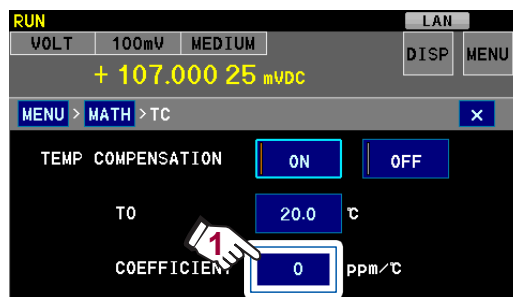 RUN LAN
VOLT 100mV MEDIUM DISP MENU
+ 107.000 25 mVDC
MENU > MATH > TC ×
TEMP COMPENSATION ON OFF
T0 20.0 ℃
1
COEFFICIENT 0 ppm/℃